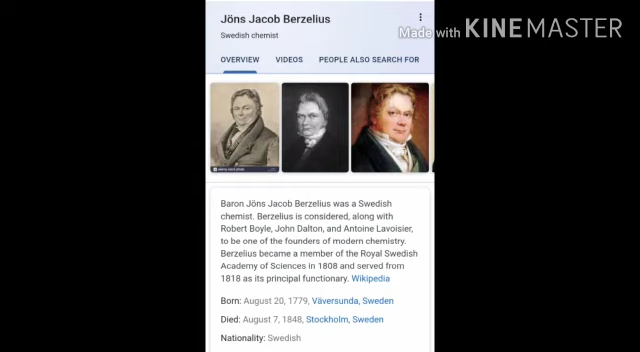 Jöns Jacob Berzelius
Swedish chemist
Made with KINEMASTER
OVERVIEW VIDEOS PEOPLE ALSO SEARCH FOR
Baron Jöns Jacob Berzelius was a Swedish
chemist. Berzelius is considered, along with
Robert Boyle, John Dalton, and Antoine Lavoisier,
to be one of the founders of modern chemistry.
Berzelius became a member of the Royal Swedish
Academy of Sciences in 1808 and served from
1818 as its principal functionary. Wikipedia
Born: August 20, 1779, Väversunda, Sweden
Died: August 7, 1848, Stockholm, Sweden
Nationality: Swedish